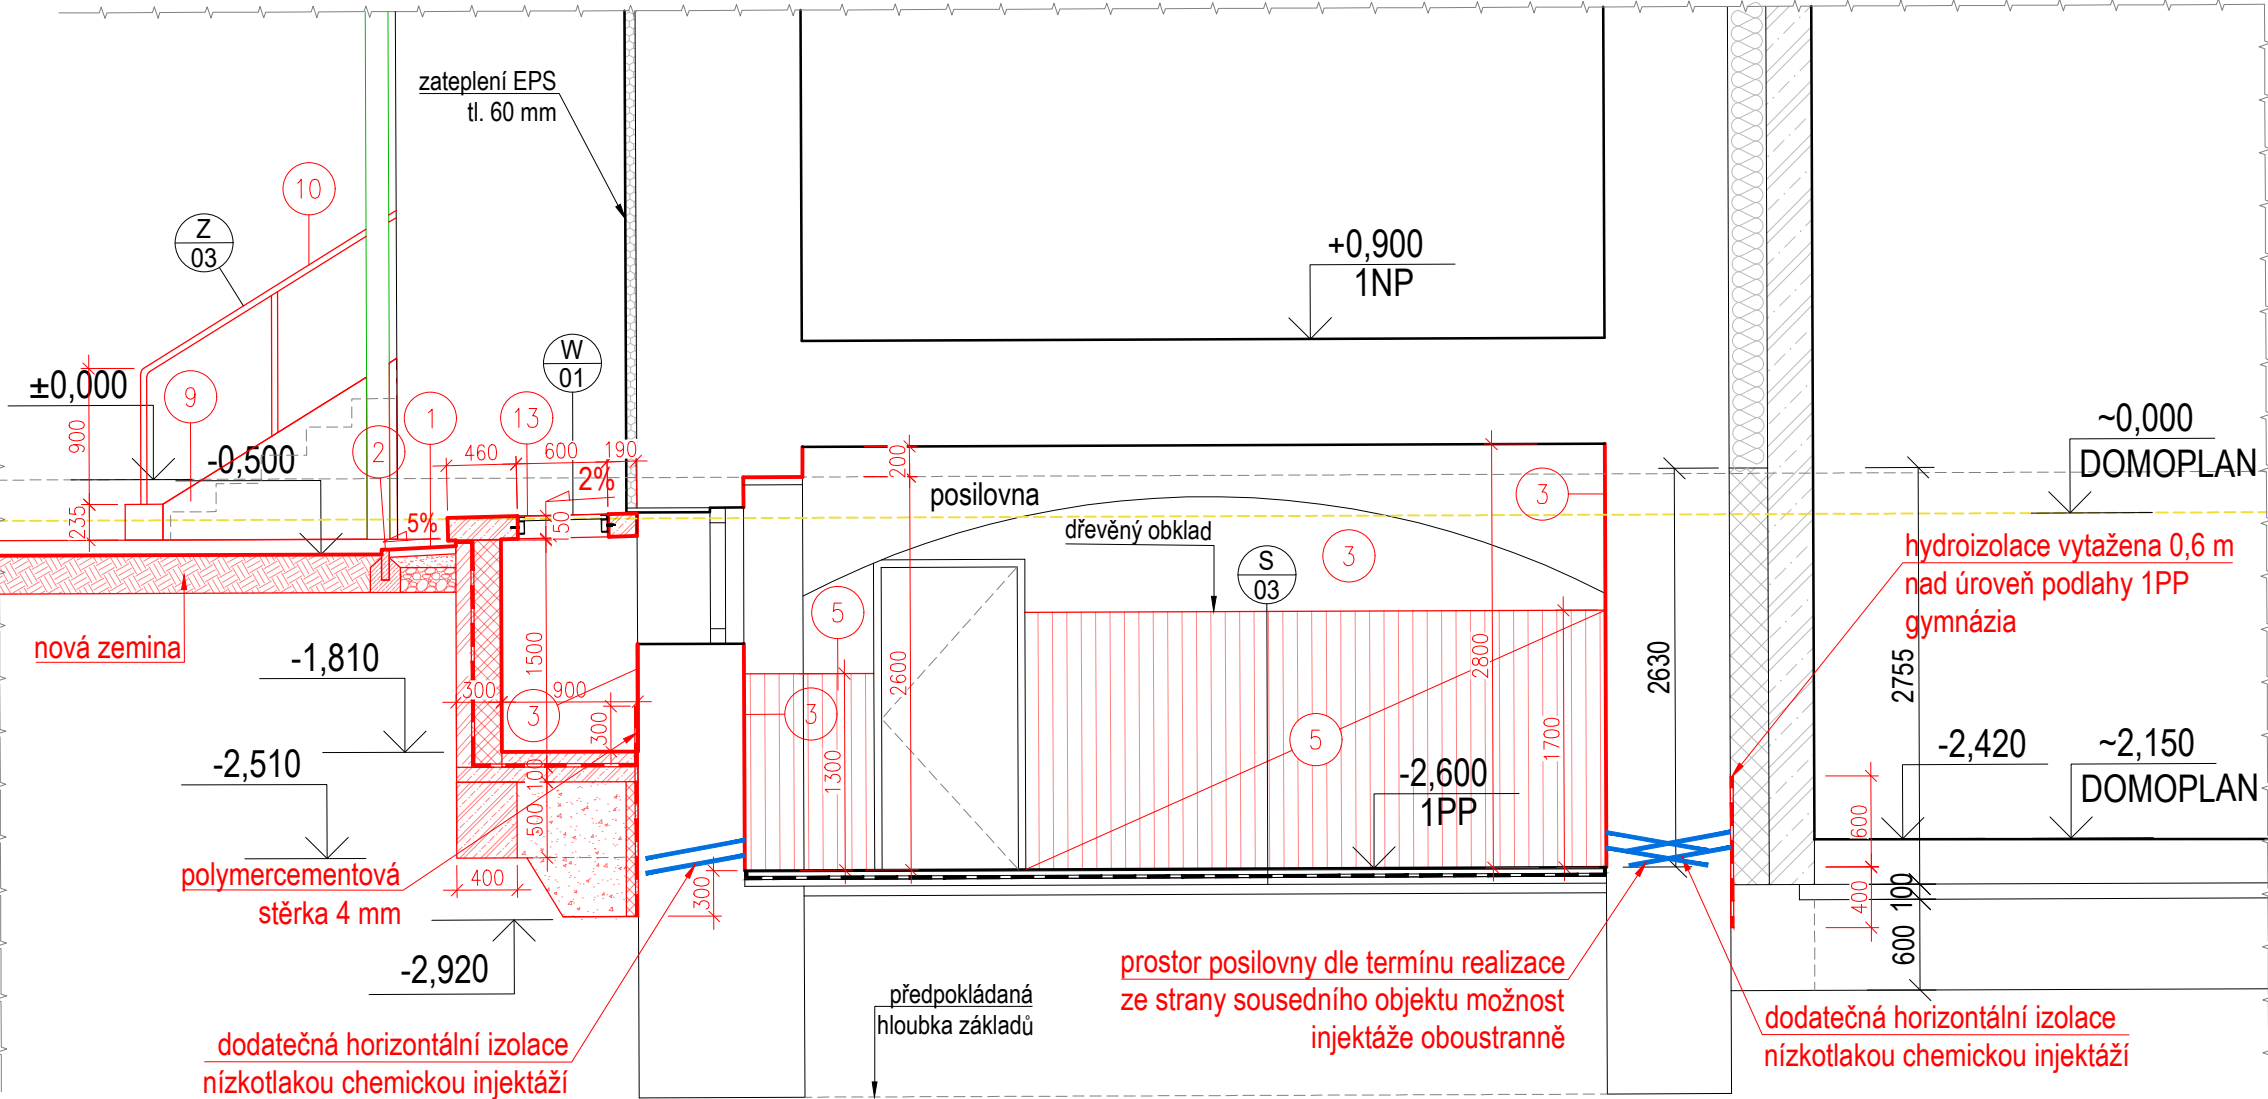 zateplení EPS
tl. 60 mm
10
Z
03
+0,900
1NP
W
01
±0,000
9
1
13
~0,000
DOMOPLAN
900
2
-0,500
460
600
190
200
2%
posilovna
3
235
5%
150
dřevěný obklad
3
hydroizolace vytažena 0,6 m
nad úroveň podlahy 1PP
gymnázia
S
03
5
nová zemina
-1,810
1500
2600
2800
2630
2755
300
900
3
300
3
5
1700
1300
-2,510
100
500
-2,600
1PP
-2,420
~2,150
DOMOPLAN
600
polymercementová
stěrka 4 mm
400
300
400
100
600
-2,920
prostor posilovny dle termínu realizace
ze strany sousedního objektu možnost
injektáže oboustranně
předpokládaná
hloubka základů
dodatečná horizontální izolace
nízkotlakou chemickou injektáží
dodatečná horizontální izolace
nízkotlakou chemickou injektáží